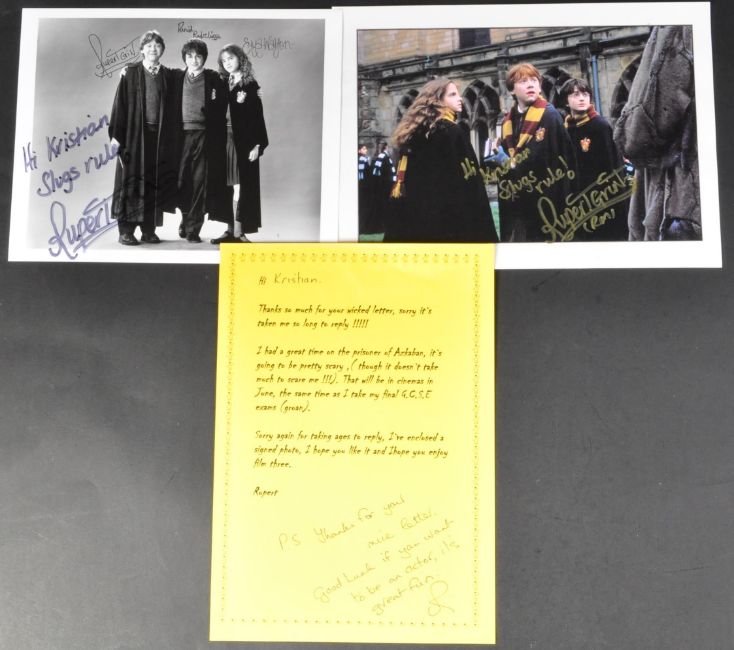 Rupert Grint
Daniel Radcliffe
Hi Kristian
Slugs rule!
Rupert Grint
Hi Kristian
Slugs rule!
Rupert Grint
(Ron)
Hi Kristian.
Thanks so much for your wicked letter, sorry it's
taken me so long to reply !!!!!
I had a great time on the prisoner of Azkaban, it's
going to be pretty scary ,( though it doesn't take
much to scare me !!!). That will be in cinemas in
June, the same time as I take my final G.C.S.E
exams (groan).
Sorry again for taking ages to reply, I've enclosed a
signed photo, I hope you like it and Ihope you enjoy
film three.
Rupert
P.S Thanks for your
nice letter.
Good Luck if you want
to be an actor, it's
great fun.